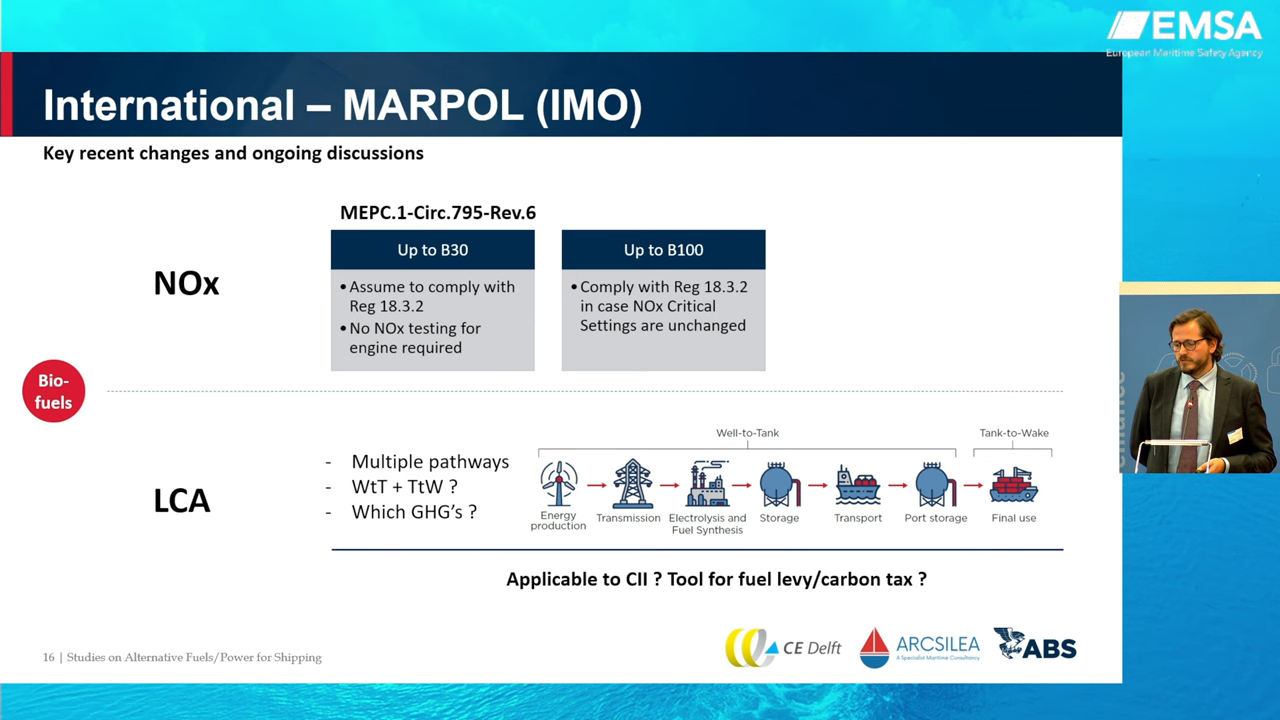 EMSA
European Maritime Safety Agency
International – MARPOL (IMO)
Key recent changes and ongoing discussions
MEPC.1-Circ.795-Rev.6
NOx
Up to B30
• Assume to comply with
Reg 18.3.2
• No NOx testing for
engine required
Up to B100
• Comply with Reg 18.3.2
in case NOx Critical
Settings are unchanged
Bio-
fuels
LCA
- Multiple pathways
- WtT + TtW ?
- Which GHG's ?
Well-to-Tank
Tank-to-Wake
Energy
production
Transmission
Electrolysis and
Fuel Synthesis
Storage
Transport
Port storage
Final use
Applicable to CII ? Tool for fuel levy/carbon tax ?
16 | Studies on Alternative Fuels/Power for Shipping
CE Delft
ARCSILEA
A Specialist Maritime Consultancy
ABS